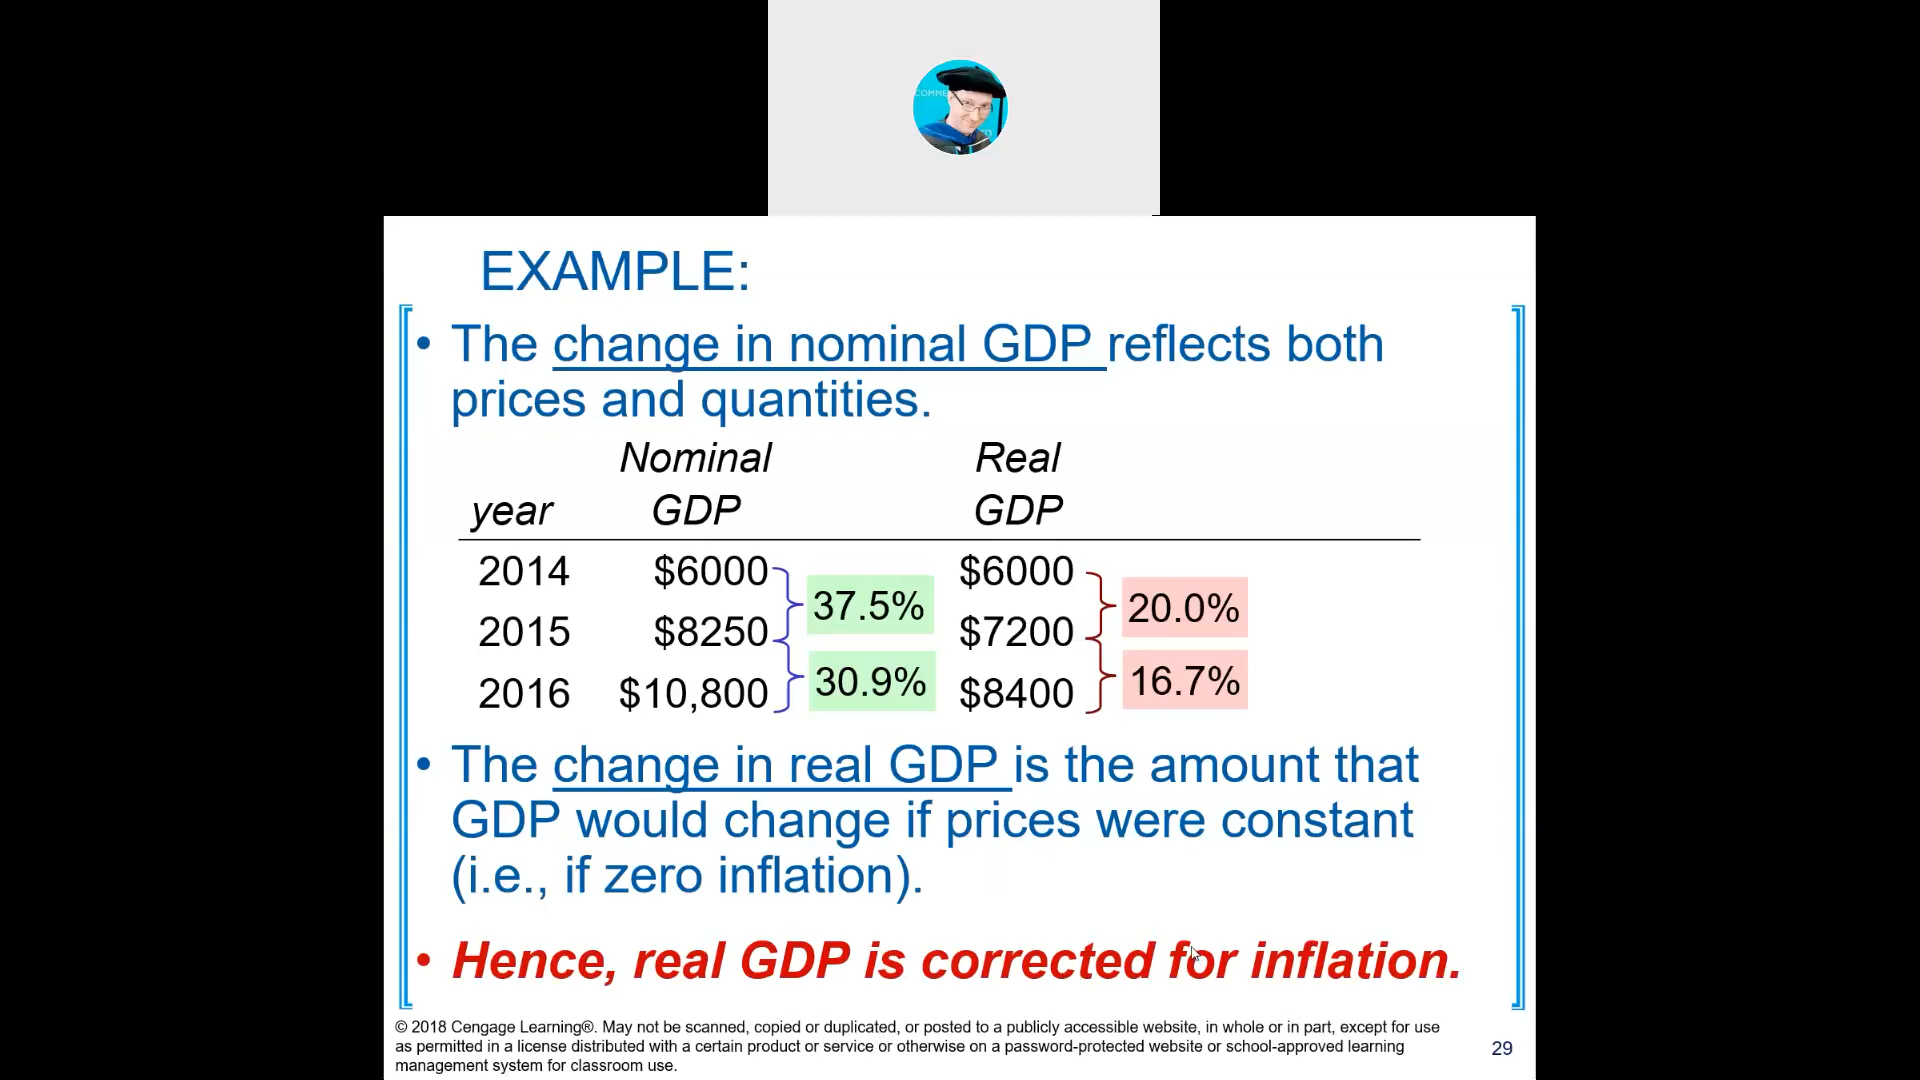 COMME
EXAMPLE:
• The change in nominal GDP reflects both
prices and quantities.
Nominal Real
year GDP GDP
2014 $6000 37.5% $6000 20.0%
2015 $8250 $7200
2016 $10,800 30.9% $8400 16.7%
• The change in real GDP is the amount that
GDP would change if prices were constant
(i.e., if zero inflation).
• Hence, real GDP is corrected for inflation.
© 2018 Cengage Learning®. May not be scanned, copied or duplicated, or posted to a publicly accessible website, in whole or in part, except for use
as permitted in a license distributed with a certain product or service or otherwise on a password-protected website or school-approved learning
management system for classroom use.
29